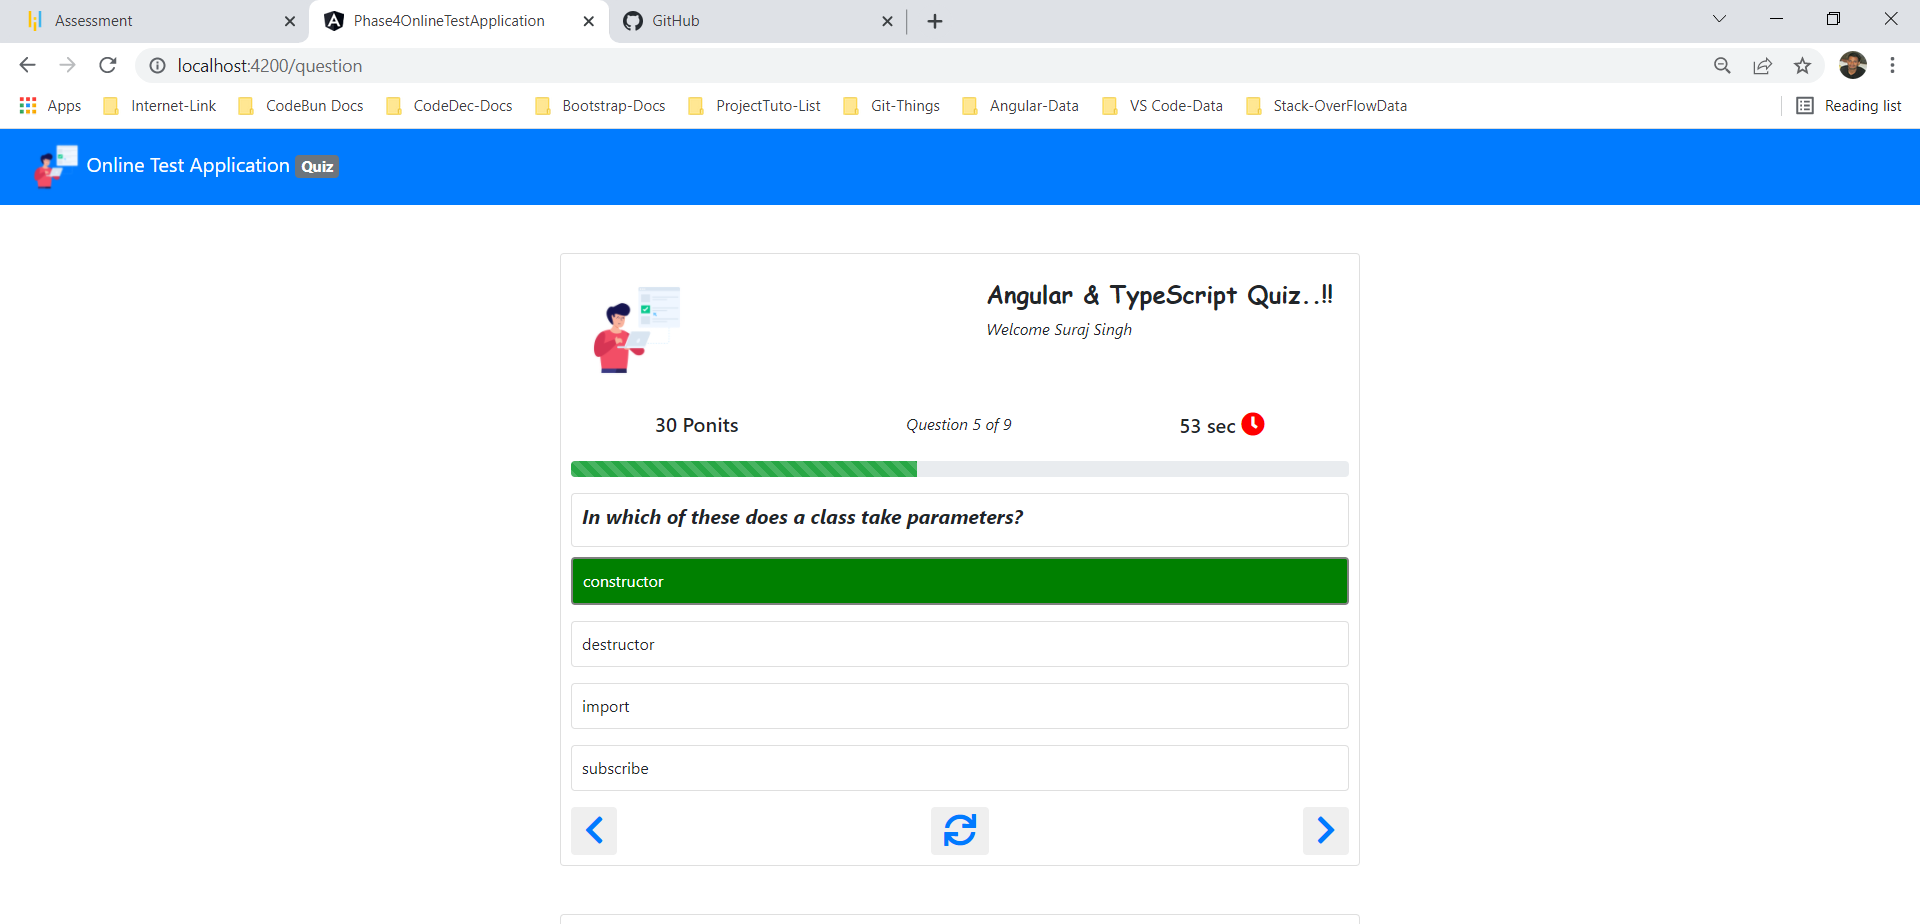 Assessment
Phase4OnlineTestApplication
GitHub
localhost:4200/question
Apps
Internet-Link
CodeBun Docs
CodeDec-Docs
Bootstrap-Docs
ProjectTuto-List
Git-Things
Angular-Data
VS Code-Data
Stack-OverFlowData
Reading list
Online Test Application Quiz
Angular & TypeScript Quiz..!!
Welcome Suraj Singh
30 Ponits
Question 5 of 9
53 sec
In which of these does a class take parameters?
constructor
destructor
import
subscribe